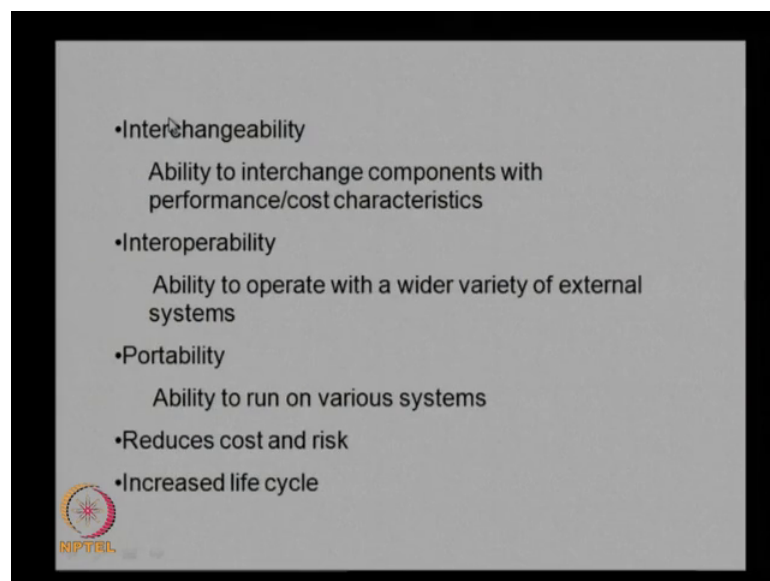 •Interchangeability
Ability to interchange components with
performance/cost characteristics
•Interoperability
Ability to operate with a wider variety of external
systems
•Portability
Ability to run on various systems
•Reduces cost and risk
•Increased life cycle
NPTEL